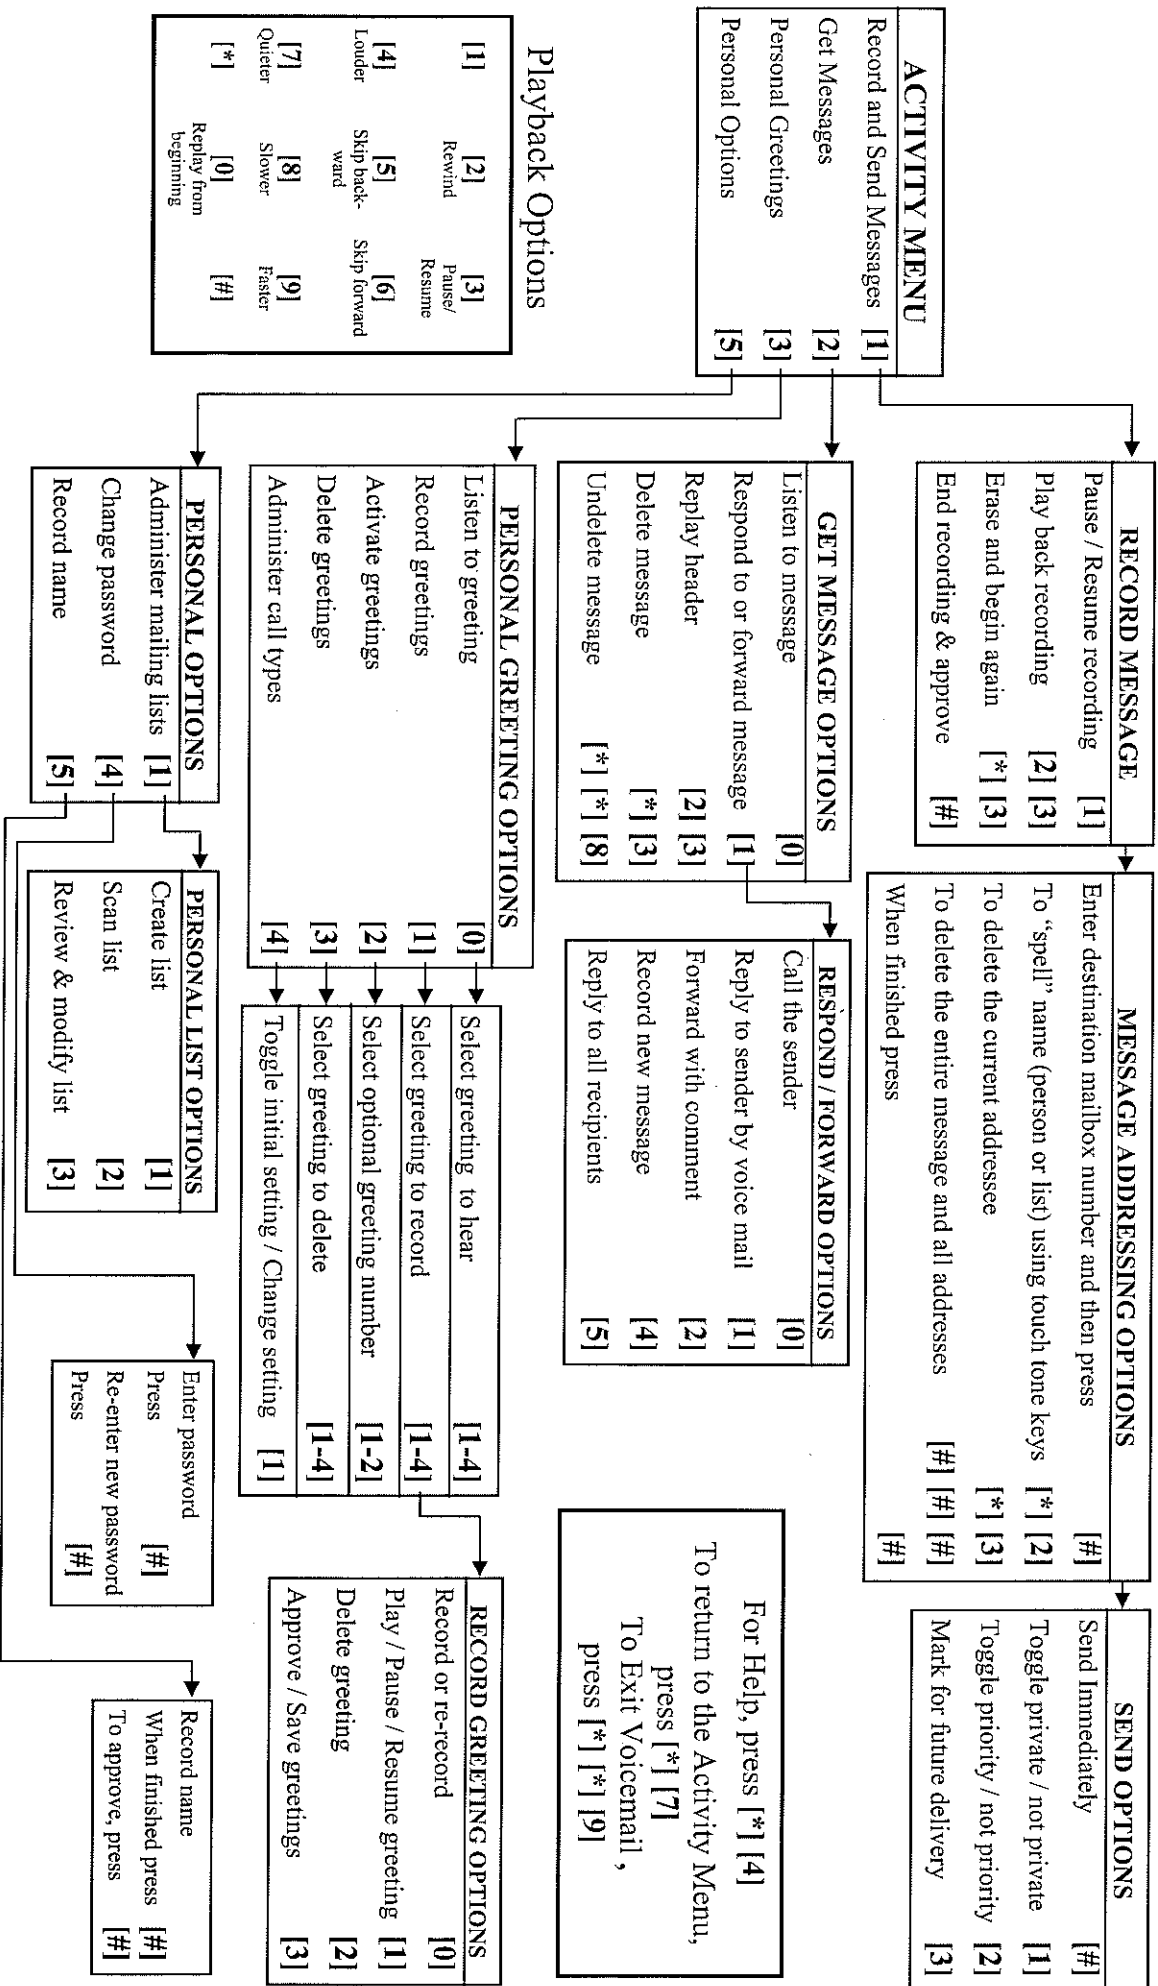 ACTIVITY MENU
Record and Send Messages [1]
Get Messages [2]
Personal Greetings [3]
Personal Options [5]
RECORD MESSAGE
Pause / Resume recording [1]
Play back recording [2] [3]
Erase and begin again [*] [3]
End recording & approve [#]
MESSAGE ADDRESSING OPTIONS
Enter destination mailbox number and then press [#]
To “spell” name (person or list) using touch tone keys [*] [2]
To delete the current addressee [*] [3]
To delete the entire message and all addresses [#] [#] [#]
When finished press [#]
SEND OPTIONS
Send Immediately [#]
Toggle private / not private [1]
Toggle priority / not priority [2]
Mark for future delivery [3]
GET MESSAGE OPTIONS
Listen to message [0]
Respond to or forward message [1]
Replay header [2] [3]
Delete message [*] [3]
Undelete message [*] [*] [8]
RESPOND / FORWARD OPTIONS
Call the sender [0]
Reply to sender by voice mail [1]
Forward with comment [2]
Record new message [4]
Reply to all recipients [5]
For Help, press [*] [4]
To return to the Activity Menu,
press [*] [7]
To Exit Voicemail ,
press [*] [*] [9]
Playback Options
[1] [2] [3]
Rewind Pause/
Resume
[4] [5] [6]
Louder Skip back- Skip forward
ward
[7] [8] [9]
Quieter Slower Faster
[*] [0] [#]
Replay from
beginning
PERSONAL GREETING OPTIONS
Listen to greeting [0]
Record greetings [1]
Activate greetings [2]
Delete greetings [3]
Administer call types [4]
Select greeting to hear [1-4]
Select greeting to record [1-4]
Select optional greeting number [1-2]
Select greeting to delete [1-4]
Toggle initial setting / Change setting [1]
RECORD GREETING OPTIONS
Record or re-record [0]
Play / Pause / Resume greeting [1]
Delete greeting [2]
Approve / Save greetings [3]
PERSONAL OPTIONS
Administer mailing lists [1]
Change password [4]
Record name [5]
PERSONAL LIST OPTIONS
Create list [1]
Scan list [2]
Review & modify list [3]
Enter password
Press [#]
Re-enter new password
Press [#]
Record name
When finished press [#]
To approve, press [#]